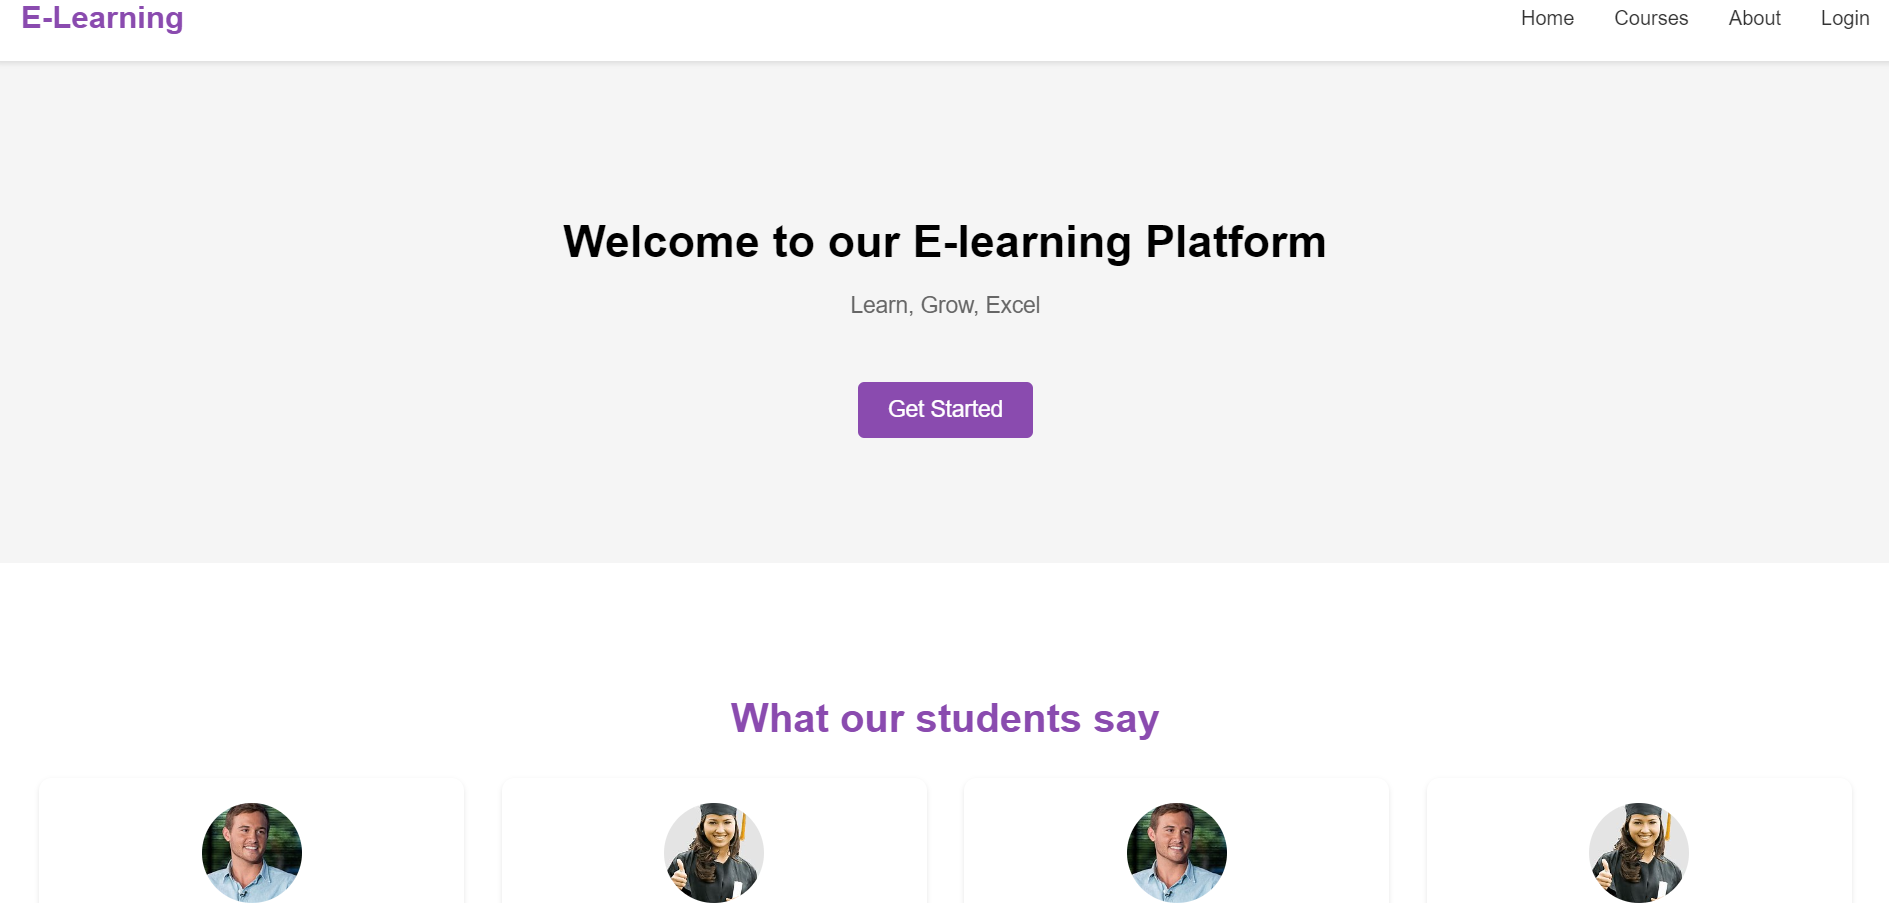 E-Learning
Home Courses About Login
Welcome to our E-learning Platform
Learn, Grow, Excel
Get Started
What our students say